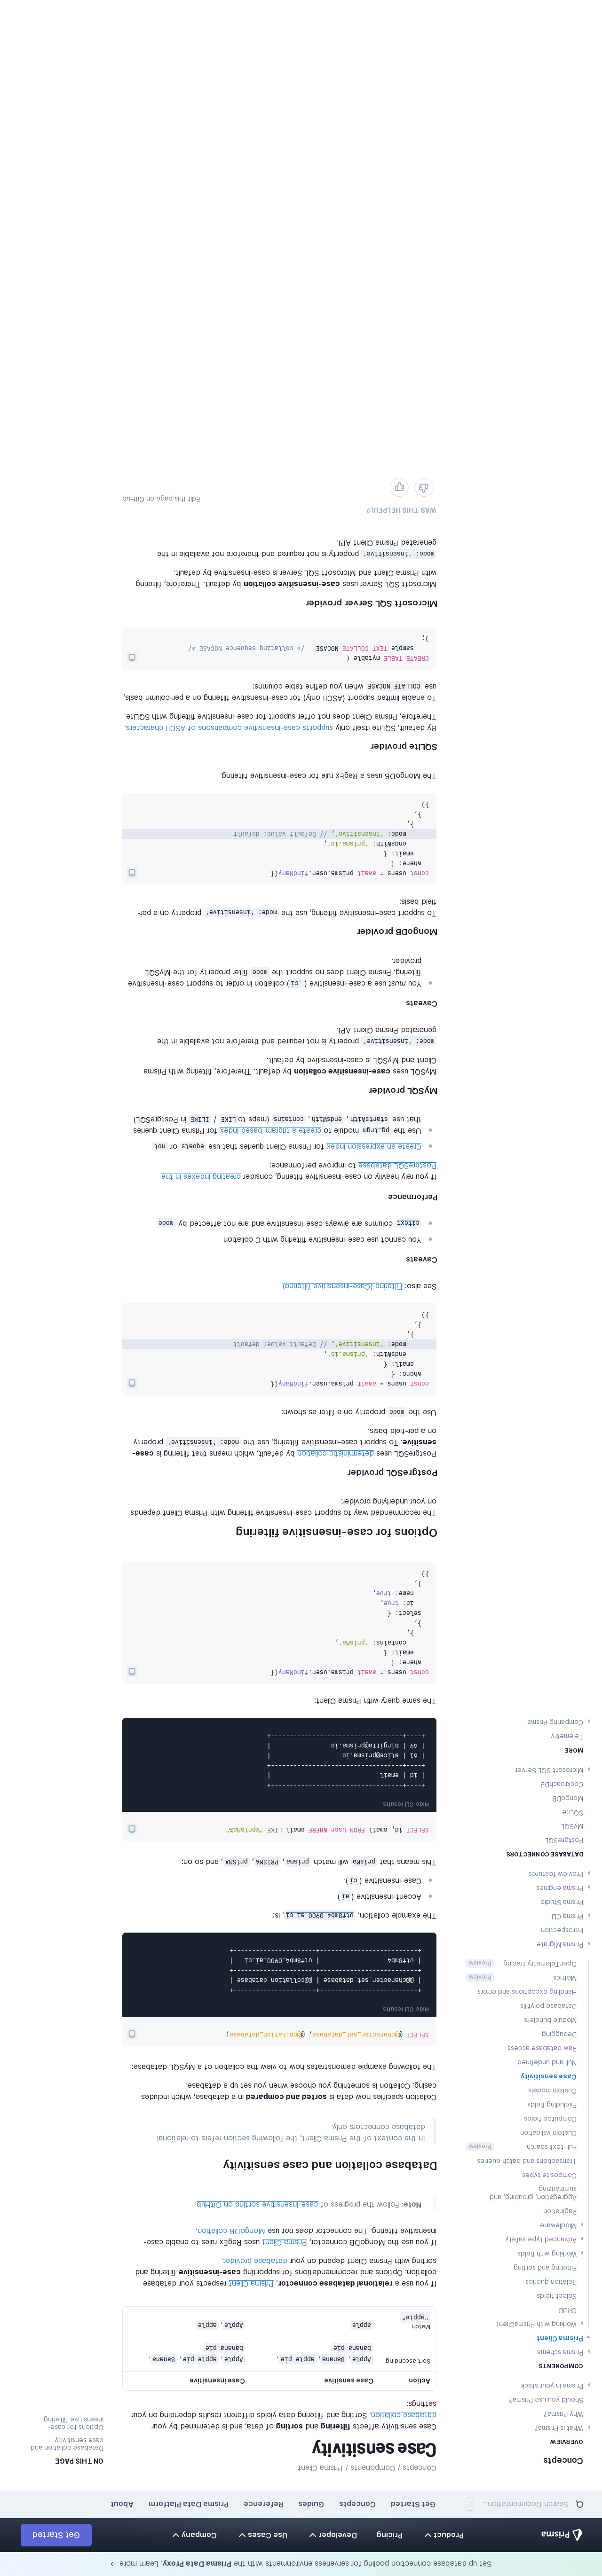 Set up database connection pooling for serverless environments with the Prisma Data Proxy. Learn more →
Prisma
Product
Pricing
Developer
Use Cases
Company
Get Started
Search Documentation...
/
Get Started
Concepts
Guides
Reference
Prisma Data Platform
About
Concepts
OVERVIEW
What is Prisma?
Why Prisma?
Should you use Prisma?
Prisma in your stack
COMPONENTS
Prisma schema
Prisma Client
Working with PrismaClient
CRUD
Select fields
Relation queries
Filtering and sorting
Working with fields
Advanced type safety
Middleware
Pagination
Aggregation, grouping, and
summarizing
Composite types
Transactions and batch queries
Full-text search Preview
Custom validation
Computed fields
Excluding fields
Custom models
Case sensitivity
Null and undefined
Raw database access
Debugging
Module bundlers
Database polyfills
Handling exceptions and errors
Metrics Preview
OpenTelemetry tracing Preview
Prisma Migrate
Introspection
Prisma CLI
Prisma Studio
Prisma engines
Preview features
DATABASE CONNECTORS
PostgreSQL
MySQL
SQLite
MongoDB
CockroachDB
Microsoft SQL Server
MORE
Telemetry
Comparing Prisma
Concepts / Components / Prisma Client
Case sensitivity
Case sensitivity affects filtering and sorting of data, and is determined by your
database collation. Sorting and filtering data yields different results depending on your
settings:
Action Case sensitive Case insensitive
Sort ascending Apple, Banana, apple pie, banana pie Apple, apple pie, Banana, banana pie
Match "apple" apple Apple, apple
If you use a relational database connector, Prisma Client respects your database
collation. Options and recommendations for supporting case-insensitive filtering and
sorting with Prisma Client depend on your database provider.
If you use the MongoDB connector, Prisma Client uses RegEx rules to enable case-
insensitive filtering. The connector does not use MongoDB collation.
Note: Follow the progress of case-insensitive sorting on GitHub.
Database collation and case sensitivity
In the context of the Prisma Client, the following section refers to relational
database connectors only.
Collation specifies how data is sorted and compared in a database, which includes
casing. Collation is something you choose when you set up a database.
The following example demonstrates how to view the collation of a MySQL database:
SELECT @@character_set_database, @@collation_database;
Hide CLI results
+--------------------------+----------------------+
| @@character_set_database | @@collation_database |
+--------------------------+----------------------+
| utf8mb4 | utf8mb4_0900_ai_ci |
+--------------------------+----------------------+
The example collation, utf8mb4_0900_ai_ci, is:
Accent-insensitive (ai)
Case-insensitive (ci).
This means that prisMa will match prisma, PRISMA, priSMA, and so on:
SELECT id, email FROM User WHERE email LIKE "%prisMa%"
Hide CLI results
+----+-----------------------------------+
| id | email |
+----+-----------------------------------+
| 61 | alice@prisma.io |
| 49 | birgitte@prisma.io |
+----+-----------------------------------+
The same query with Prisma Client:
const users = await prisma.user.findMany({
where: {
email: {
contains: 'prisMa',
},
},
select: {
id: true,
name: true,
},
})
Options for case-insensitive filtering
The recommended way to support case-insensitive filtering with Prisma Client depends
on your underlying provider.
PostgreSQL provider
PostgreSQL uses deterministic collation by default, which means that filtering is case-
sensitive. To support case-insensitive filtering, use the mode: 'insensitive' property
on a per-field basis.
Use the mode property on a filter as shown:
const users = await prisma.user.findMany({
where: {
email: {
endsWith: 'prisma.io',
mode: 'insensitive', // Default value: default
},
},
})
See also: Filtering (Case-insensitive filtering)
Caveats
You cannot use case-insensitive filtering with C collation
citext columns are always case-insensitive and are not affected by mode
Performance
If you rely heavily on case-insensitive filtering, consider creating indexes in the
PostgreSQL database to improve performance:
Create an expression index for Prisma Client queries that use equals or not
Use the pg_trgm module to create a trigram-based index for Prisma Client queries
that use startsWith, endsWith, contains (maps to LIKE / ILIKE in PostgreSQL)
MySQL provider
MySQL uses case-insensitive collation by default. Therefore, filtering with Prisma
Client and MySQL is case-insensitive by default.
mode: 'insensitive' property is not required and therefore not available in the
generated Prisma Client API.
Caveats
You must use a case-insensitive (_ci) collation in order to support case-insensitive
filtering. Prisma Client does no support the mode filter property for the MySQL
provider.
MongoDB provider
To support case-insensitive filtering, use the mode: 'insensitive' property on a per-
field basis:
const users = await prisma.user.findMany({
where: {
email: {
endsWith: 'prisma.io',
mode: 'insensitive', // Default value: default
},
},
})
The MongoDB uses a RegEx rule for case-insensitive filtering.
SQLite provider
By default, SQLite itself only supports case-insensitive comparisons of ASCII characters.
Therefore, Prisma Client does not offer support for case-insensitive filtering with SQLite.
To enable limited support (ASCII only) for case-insensitive filtering on a per-column basis,
use COLLATE NOCASE when you define table columns:
CREATE TABLE mytable (
sample TEXT COLLATE NOCASE /* collating sequence NOCASE */
);
Microsoft SQL Server provider
Microsoft SQL Server uses case-insensitive collation by default. Therefore, filtering
with Prisma Client and Microsoft SQL Server is case-insensitive by default.
mode: 'insensitive' property is not required and therefore not available in the
generated Prisma Client API.
WAS THIS HELPFUL?
Edit this page on GitHub
ON THIS PAGE
Database collation and
case sensitivity
Options for case-
insensitive filtering